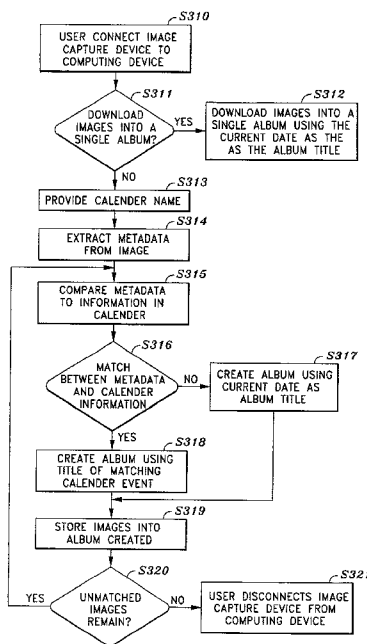 S310
USER CONNECT IMAGE
CAPTURE DEVICE TO
COMPUTING DEVICE
S311
DOWNLOAD
IMAGES INTO A
SINGLE ALBUM?
YES
S312
DOWNLOAD IMAGES INTO A
SINGLE ALBUM USING THE
CURRENT DATE AS THE
AS THE ALBUM TITLE
NO
S313
PROVIDE CALENDER NAME
S314
EXTRACT METADATA
FROM IMAGE
S315
COMPARE METADATA
TO INFORMATION IN
CALENDER
S316
MATCH
BETWEEN METADATA
AND CALENDER
INFORMATION
NO
S317
CREATE ALBUM USING
CURRENT DATE AS
ALBUM TITLE
YES
S318
CREATE ALBUM USING
TITLE OF MATCHING
CALENDER EVENT
S319
STORE IMAGES INTO
ALBUM CREATED
S320
YES
UNMATCHED
IMAGES
REMAIN?
NO
S321
USER DISCONNECTS IMAGE
CAPTURE DEVICE FROM
COMPUTING DEVICE